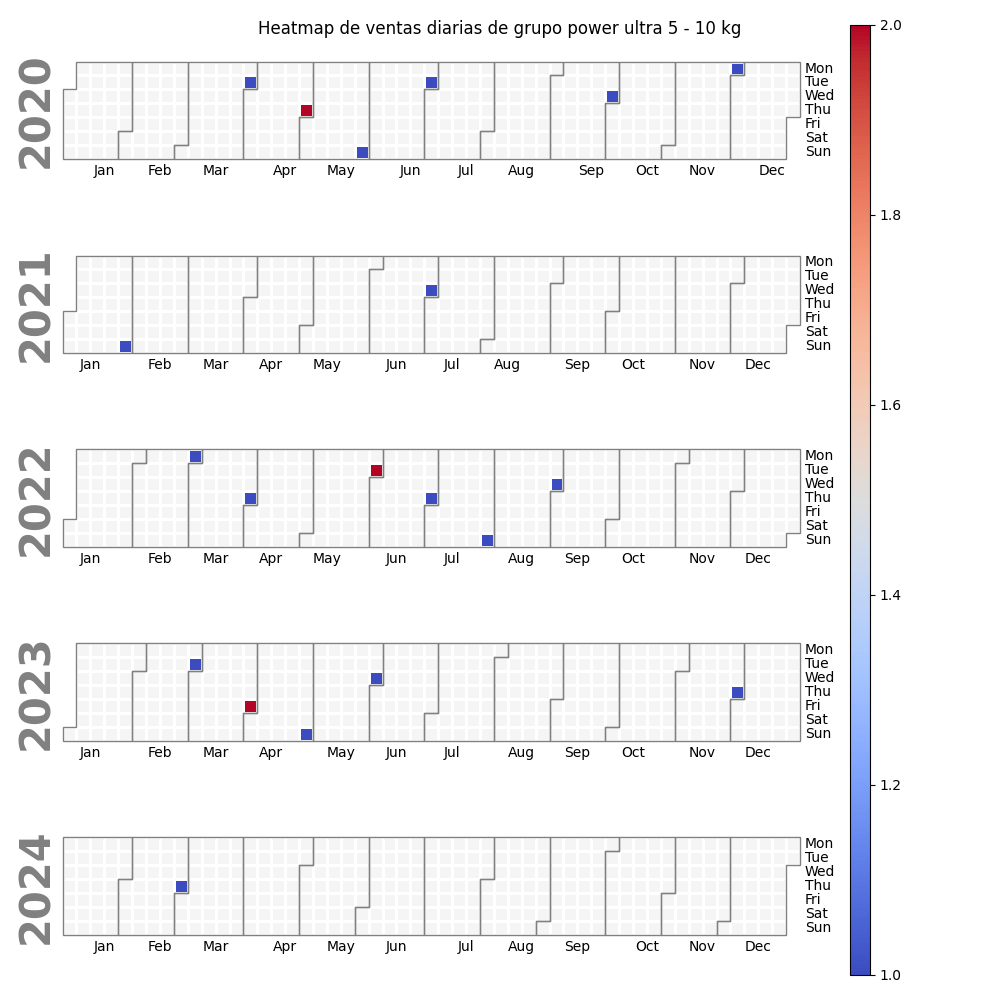 Heatmap de ventas diarias de grupo power ultra 5 - 10 kg
2020
Mon
Tue
Wed
Thu
Fri
Sat
Sun
Jan Feb Mar Apr May Jun Jul Aug Sep Oct Nov Dec
2021
Mon
Tue
Wed
Thu
Fri
Sat
Sun
Jan Feb Mar Apr May Jun Jul Aug Sep Oct Nov Dec
2022
Mon
Tue
Wed
Thu
Fri
Sat
Sun
Jan Feb Mar Apr May Jun Jul Aug Sep Oct Nov Dec
2023
Mon
Tue
Wed
Thu
Fri
Sat
Sun
Jan Feb Mar Apr May Jun Jul Aug Sep Oct Nov Dec
2024
Mon
Tue
Wed
Thu
Fri
Sat
Sun
Jan Feb Mar Apr May Jun Jul Aug Sep Oct Nov Dec
2.0
1.8
1.6
1.4
1.2
1.0